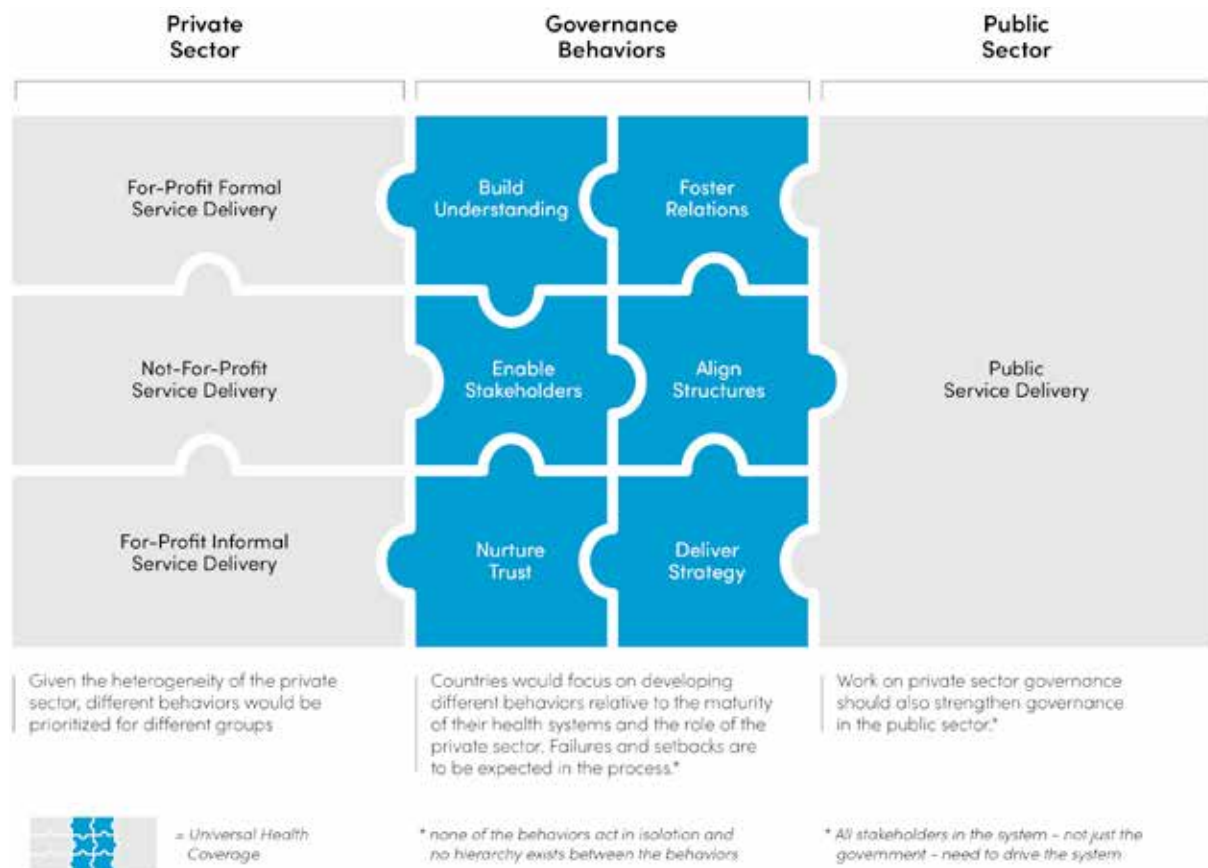 Private
Sector
Governance
Behaviors
Public
Sector
For-Profit Formal
Service Delivery
Build
Understanding
Foster
Relations
Not-For-Profit
Service Delivery
Enable
Stakeholders
Align
Structures
Public
Service Delivery
For-Profit Informal
Service Delivery
Nurture
Trust
Deliver
Strategy
Given the heterogeneity of the private
sector, different behaviors would be
prioritized for different groups
Countries would focus on developing
different behaviors relative to the maturity
of their health systems and the role of the
private sector. Failures and setbacks are
to be expected in the process.*
Work on private sector governance
should also strengthen governance
in the public sector.*
= Universal Health
Coverage
* none of the behaviors act in isolation and
no hierarchy exists between the behaviors
* All stakeholders in the system – not just the
government – need to drive the system